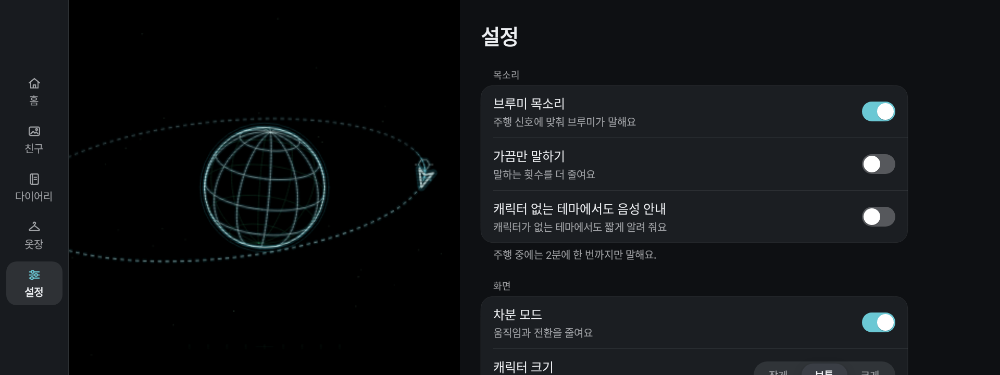 홈
친구
다이어리
옷장
설정
설정
목소리
브루미 목소리
주행 신호에 맞춰 브루미가 말해요
가끔만 말하기
말하는 횟수를 더 줄여요
캐릭터 없는 테마에서도 음성 안내
캐릭터가 없는 테마에서도 짧게 알려 줘요
주행 중에는 2분에 한 번까지만 말해요.
화면
차분 모드
움직임과 전환을 줄여요
캐릭터 크기
작게 보통 크게